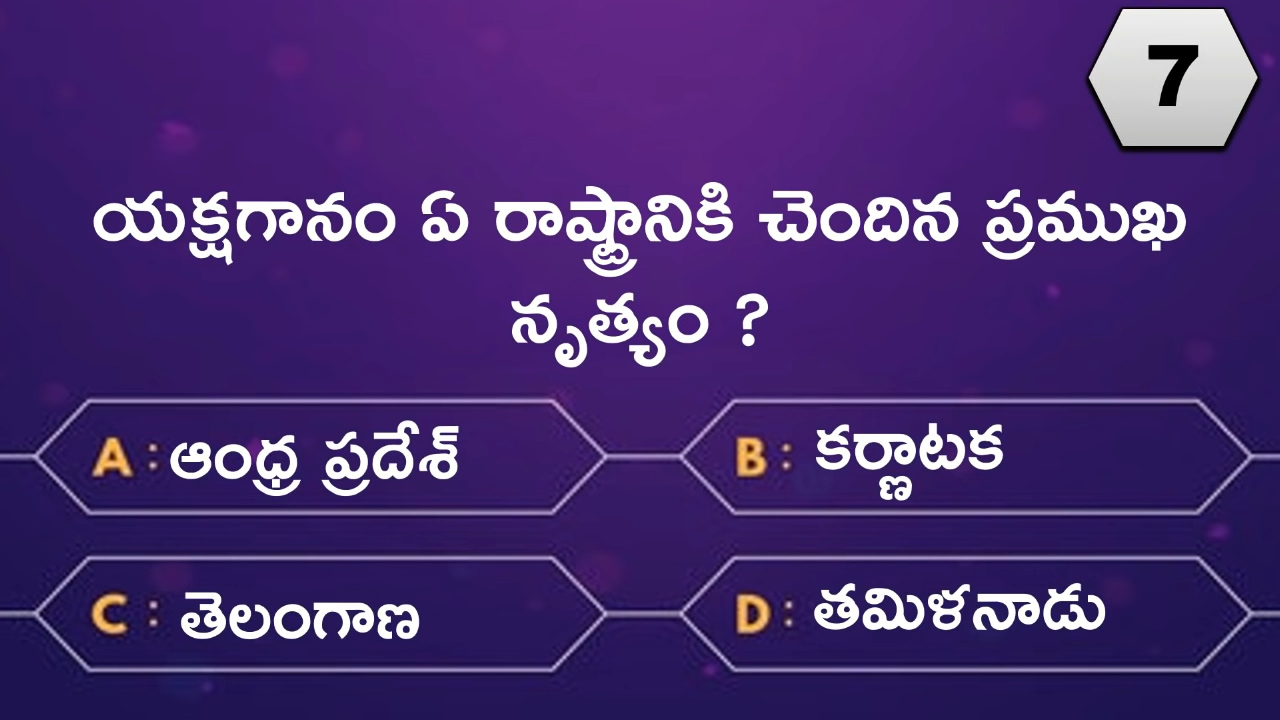 7
యక్షగానం ఏ రాష్ట్రానికి చెందిన ప్రముఖ
నృత్యం ?
A : ఆంధ్ర ప్రదేశ్
B : కర్ణాటక
C : తెలంగాణ
D : తమిళనాడు